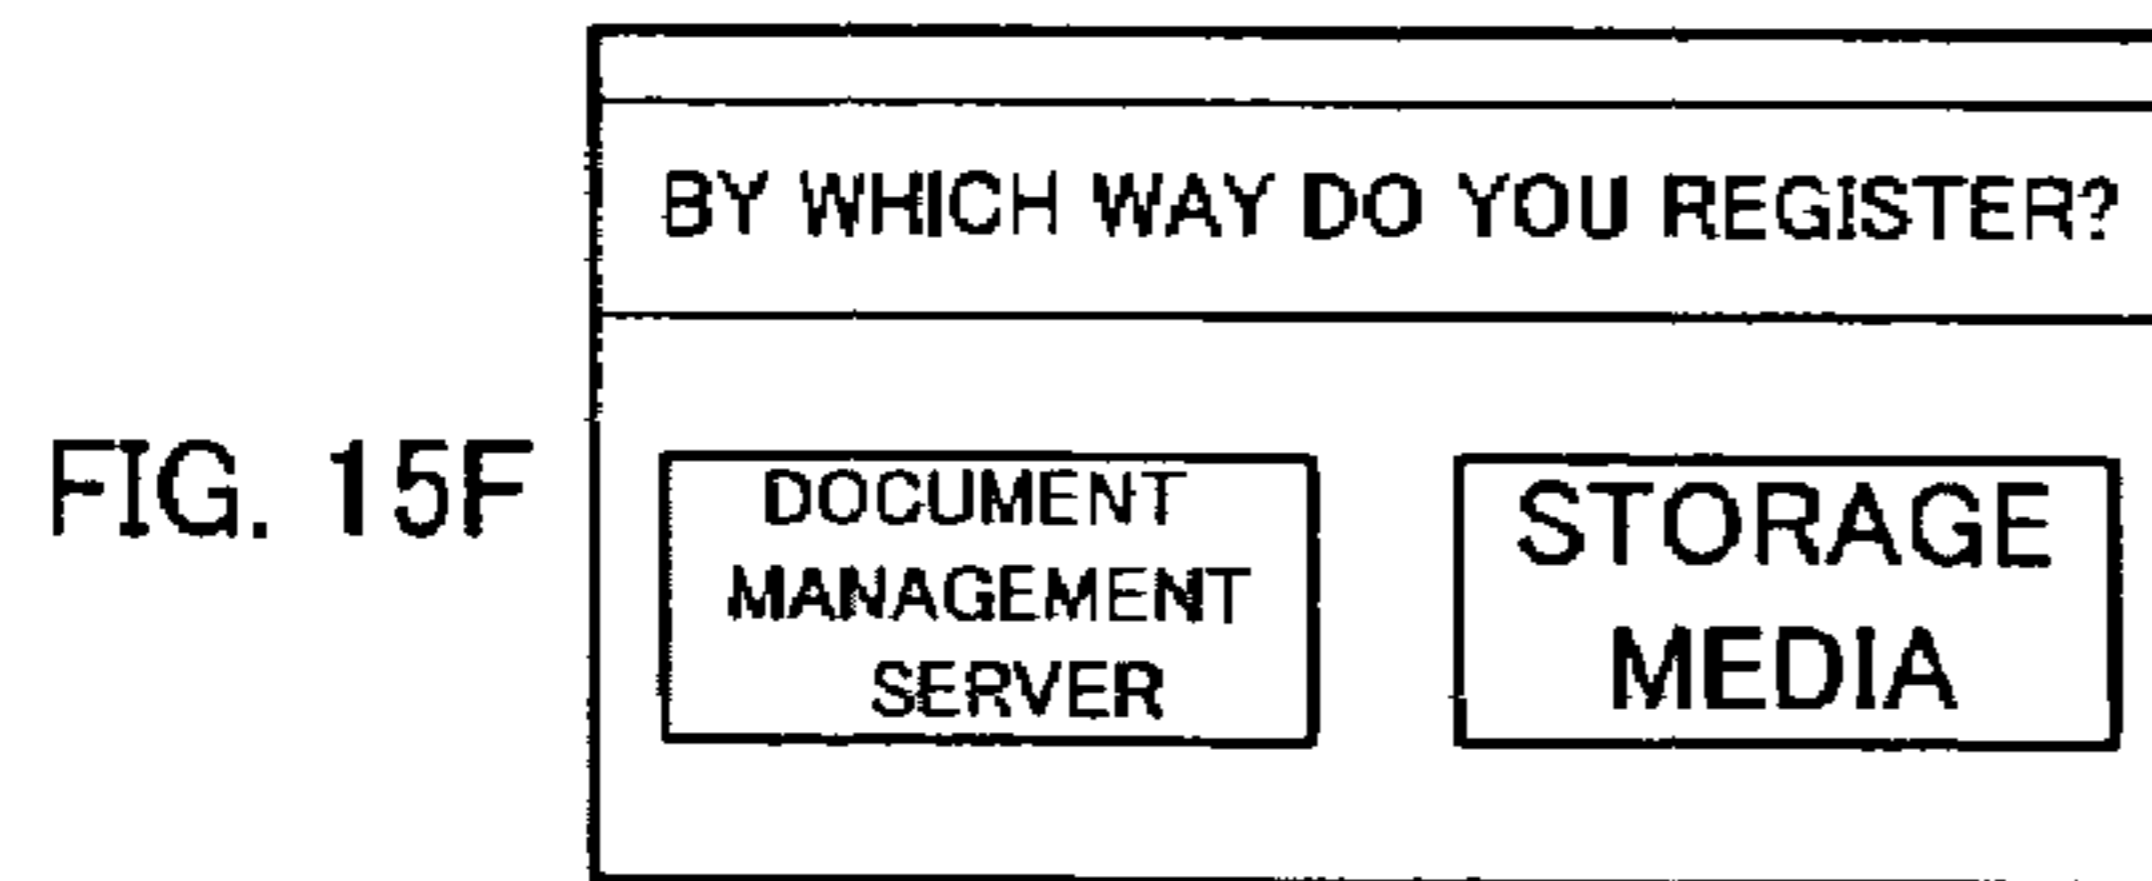 BY WHICH WAY DO YOU REGISTER?
FIG. 15F
DOCUMENT
MANAGEMENT
SERVER
STORAGE
MEDIA